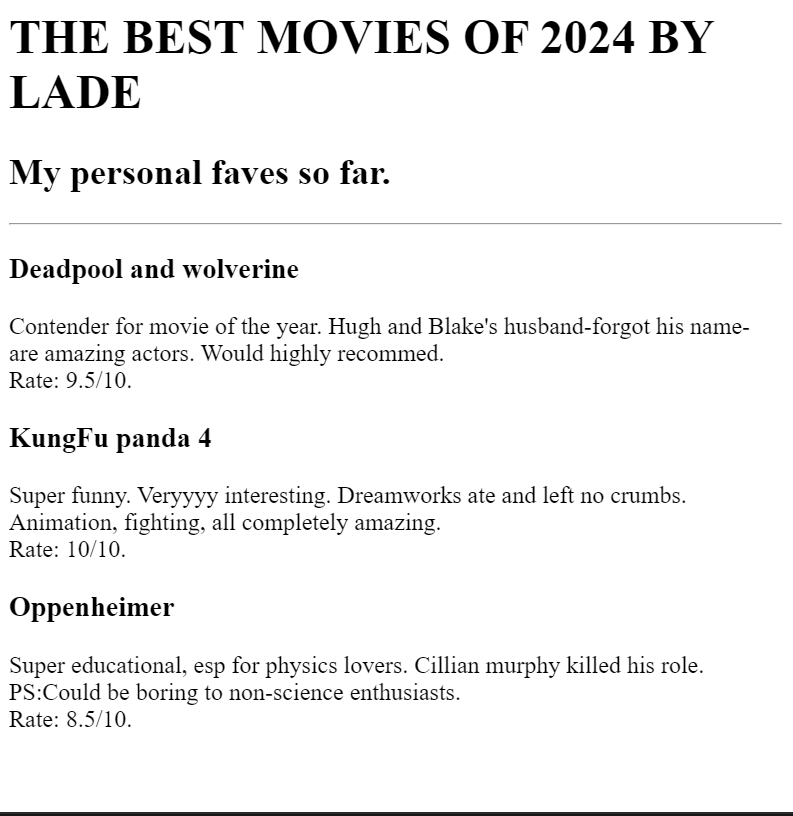 THE BEST MOVIES OF 2024 BY
LADE
My personal faves so far.
Deadpool and wolverine
Contender for movie of the year. Hugh and Blake's husband-forgot his name-
are amazing actors. Would highly recommed.
Rate: 9.5/10.
KungFu panda 4
Super funny. Veryyyy interesting. Dreamworks ate and left no crumbs.
Animation, fighting, all completely amazing.
Rate: 10/10.
Oppenheimer
Super educational, esp for physics lovers. Cillian murphy killed his role.
PS:Could be boring to non-science enthusiasts.
Rate: 8.5/10.